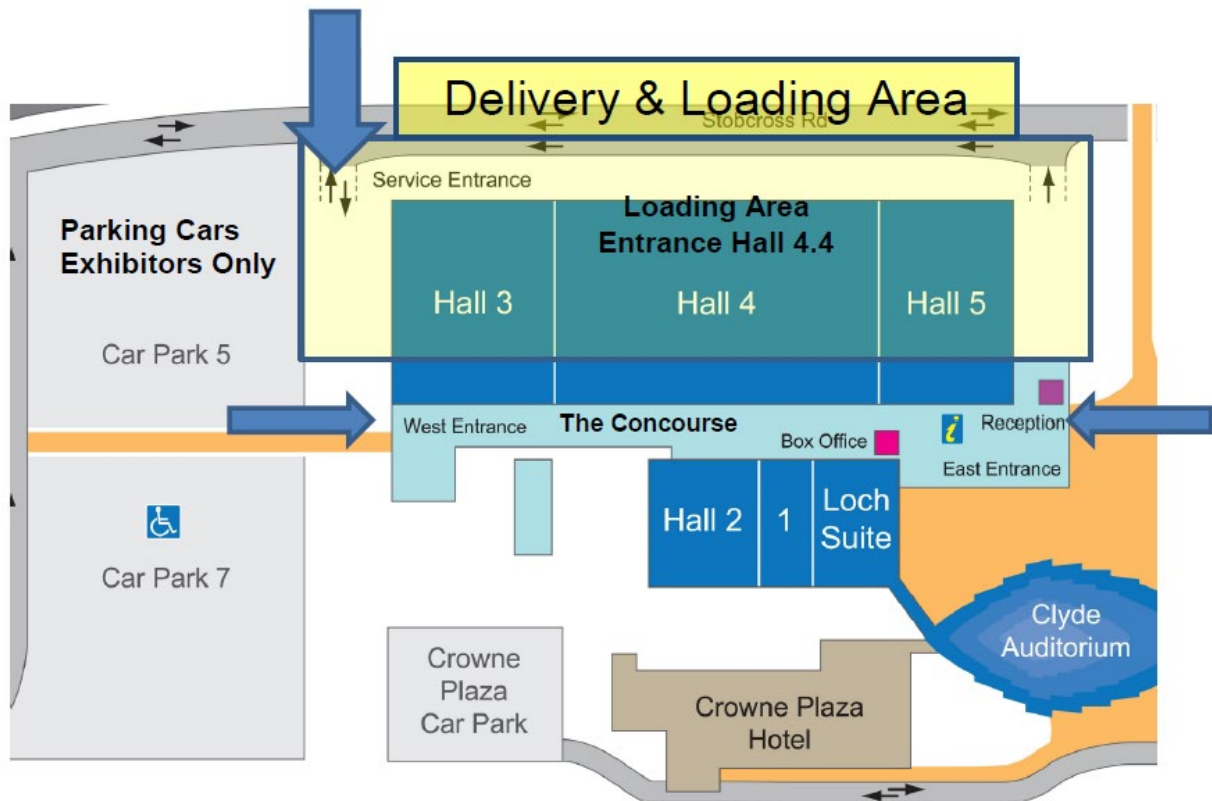 Delivery & Loading Area
Stobcross Rd
Service Entrance
Loading Area
Entrance Hall 4.4
Parking Cars
Exhibitors Only
Hall 3
Hall 4
Hall 5
Car Park 5
West Entrance
The Concourse
Box Office
i
Reception
East Entrance
Hall 2
1
Loch
Suite
Car Park 7
Clyde
Auditorium
Crowne
Plaza
Car Park
Crowne Plaza
Hotel